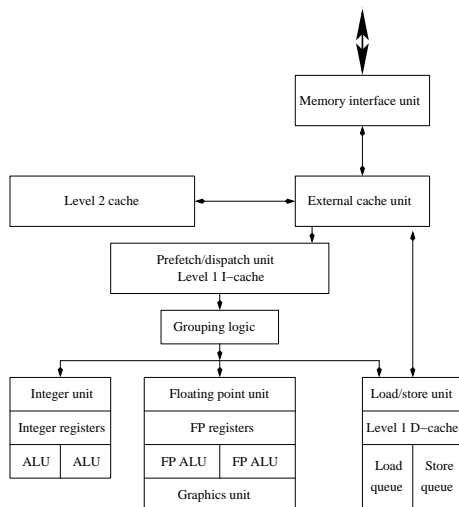 Memory interface unit
Level 2 cache
External cache unit
Prefetch/dispatch unit
Level 1 I−cache
Grouping logic
Integer unit
Floating point unit
Load/store unit
Integer registers
FP registers
Level 1 D−cache
ALU
ALU
FP ALU
FP ALU
Load
queue
Store
queue
Graphics unit